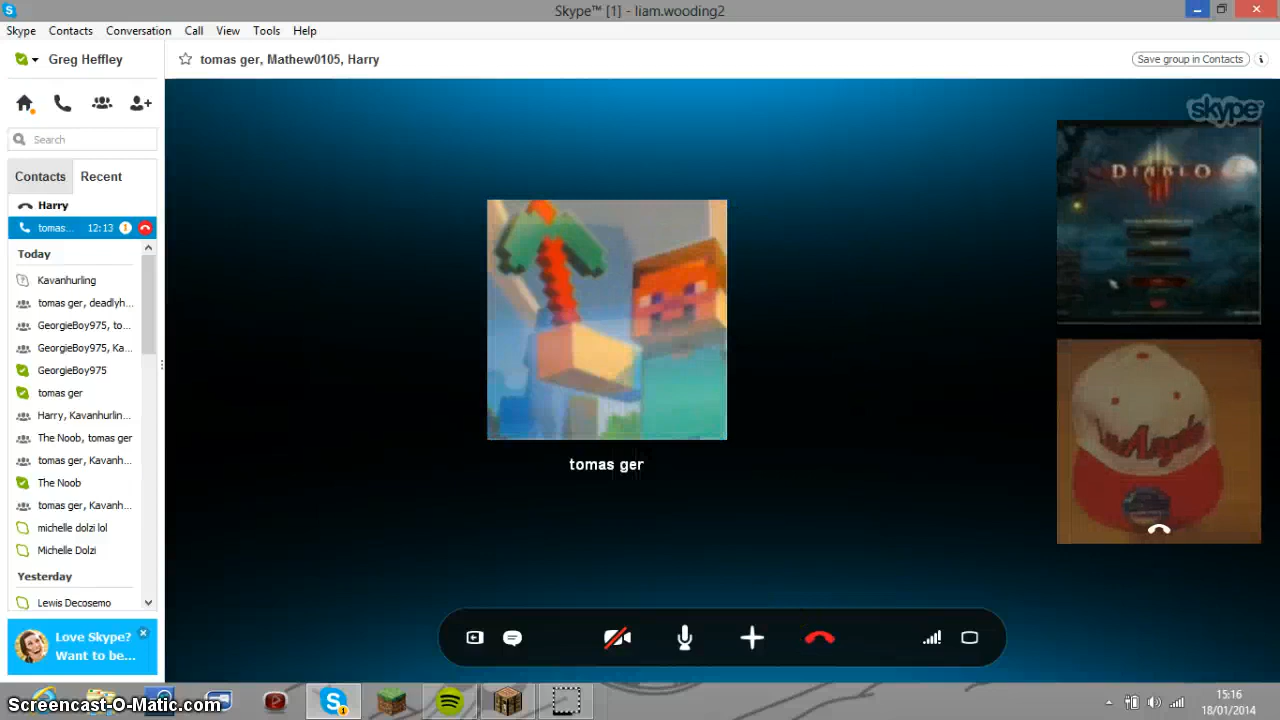 Skype™ [1] - liam.wooding2
Skype Contacts Conversation Call View Tools Help
Greg Heffley
tomas ger, Mathew0105, Harry
Save group in Contacts
skype
Search
Contacts Recent
Harry
tomas... 12:13 1
Today
Kavanhurling
tomas ger, deadlyh...
GeorgieBoy975, to...
GeorgieBoy975, Ka...
GeorgieBoy975
tomas ger
Harry, Kavanhurlin...
The Noob, tomas ger
tomas ger, Kavanh...
The Noob
tomas ger, Kavanh...
michelle dolzi lol
Michelle Dolzi
Yesterday
Lewis Decosemo
Love Skype?
Want to be...
tomas ger
DIABLO
III
Los Angeles
Screencast-O-Matic.com
15:16
18/01/2014